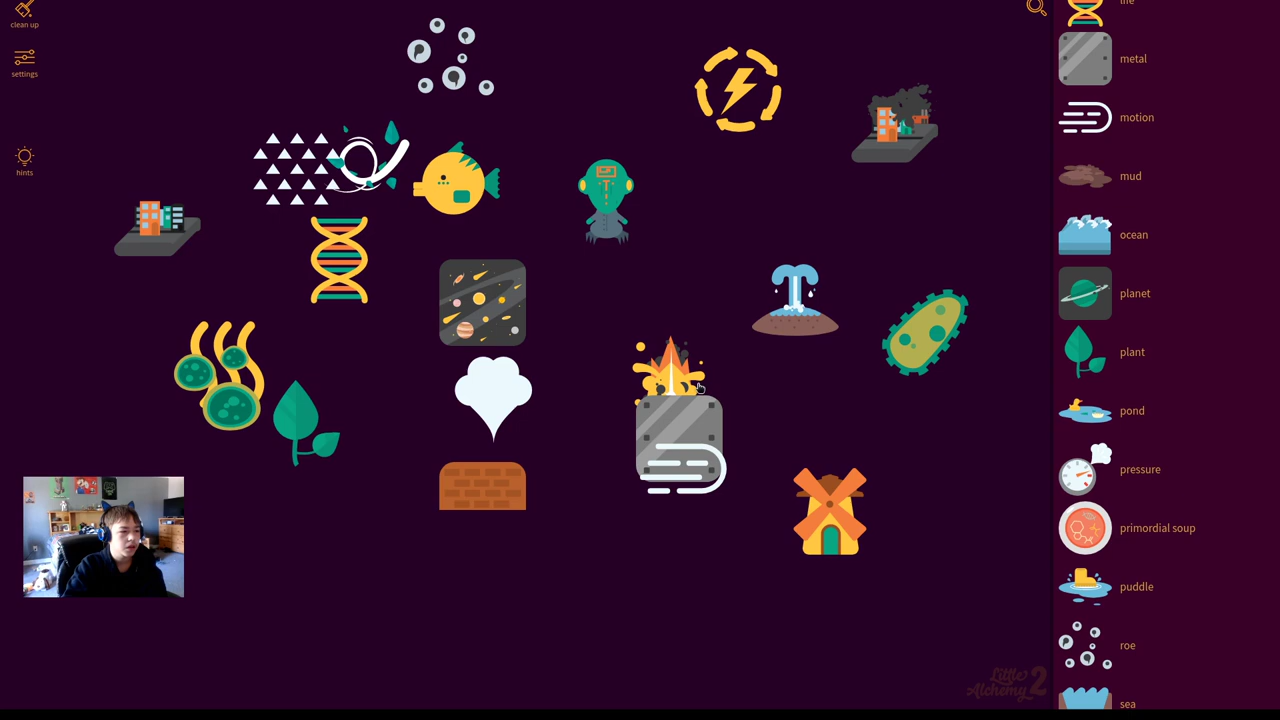 clean up
settings
hints
life
metal
motion
mud
ocean
planet
plant
pond
pressure
primordial soup
puddle
roe
sea
Little
Alchemy 2